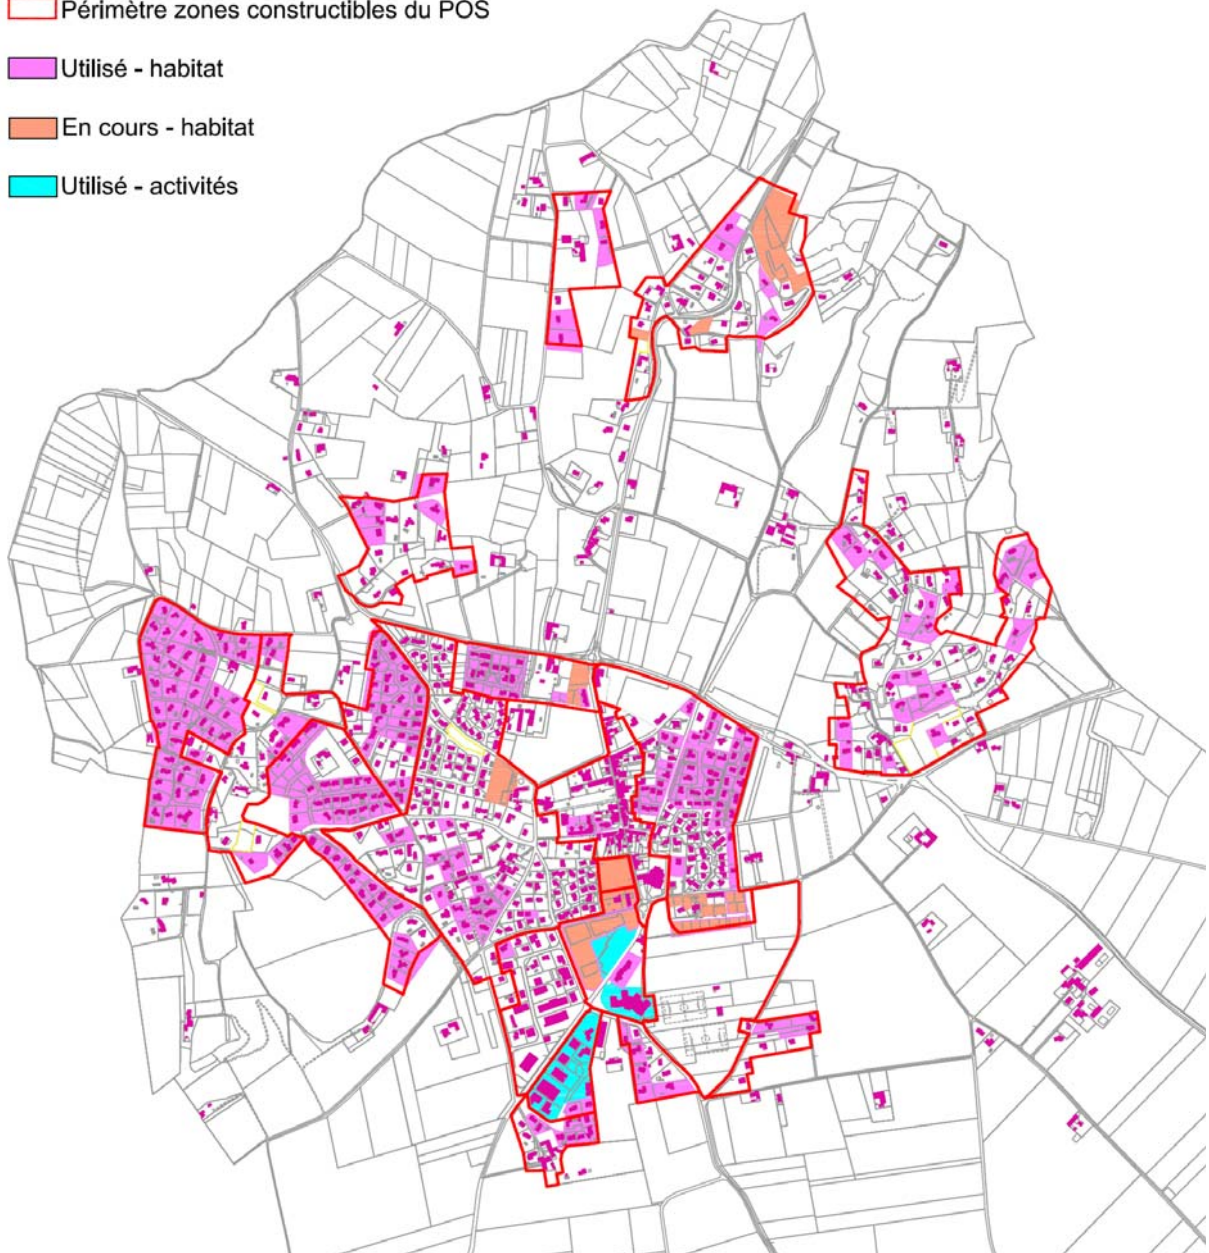 Périmètre zones constructibles du POS
Utilisé - habitat
En cours - habitat
Utilisé - activités